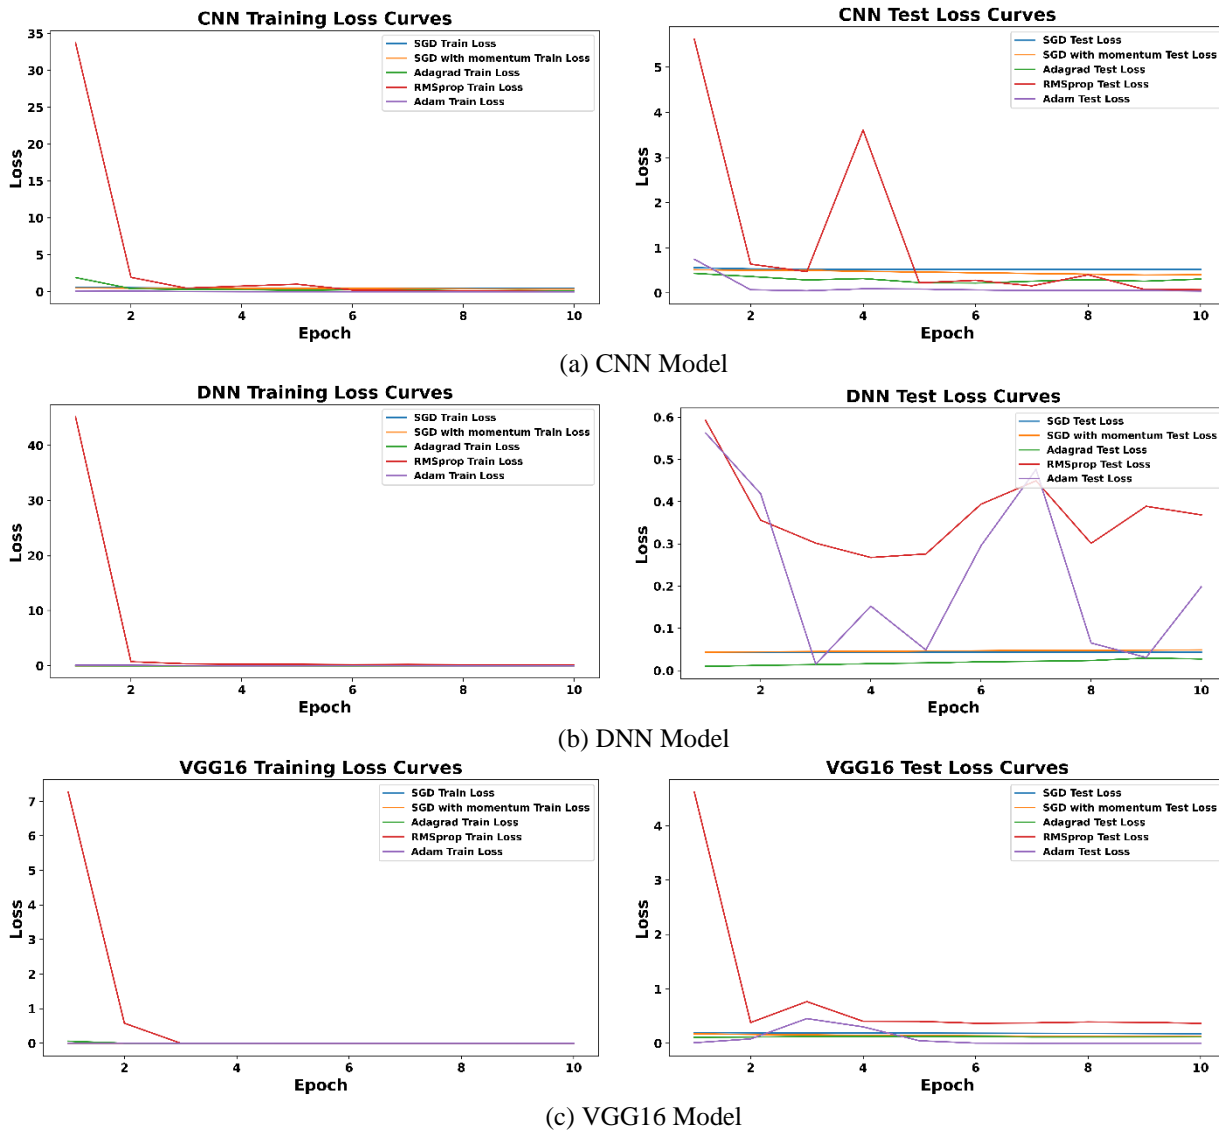 CNN Training Loss Curves
35
30
25
20
15
10
5
0
Loss
SGD Train Loss
SGD with momentum Train Loss
Adagrad Train Loss
RMSprop Train Loss
Adam Train Loss
2 4 6 8 10
Epoch
CNN Test Loss Curves
5
4
3
2
1
0
Loss
SGD Test Loss
SGD with momentum Test Loss
Adagrad Test Loss
RMSprop Test Loss
Adam Test Loss
2 4 6 8 10
Epoch
(a) CNN Model
DNN Training Loss Curves
40
30
20
10
0
Loss
SGD Train Loss
SGD with momentum Train Loss
Adagrad Train Loss
RMSprop Train Loss
Adam Train Loss
2 4 6 8 10
Epoch
DNN Test Loss Curves
0.6
0.5
0.4
0.3
0.2
0.1
0.0
Loss
SGD Test Loss
SGD with momentum Test Loss
Adagrad Test Loss
RMSprop Test Loss
Adam Test Loss
2 4 6 8 10
Epoch
(b) DNN Model
VGG16 Training Loss Curves
7
6
5
4
3
2
1
0
Loss
SGD Train Loss
SGD with momentum Train Loss
Adagrad Train Loss
RMSprop Train Loss
Adam Train Loss
2 4 6 8 10
Epoch
VGG16 Test Loss Curves
4
3
2
1
0
Loss
SGD Test Loss
SGD with momentum Test Loss
Adagrad Test Loss
RMSprop Test Loss
Adam Test Loss
2 4 6 8 10
Epoch
(c) VGG16 Model